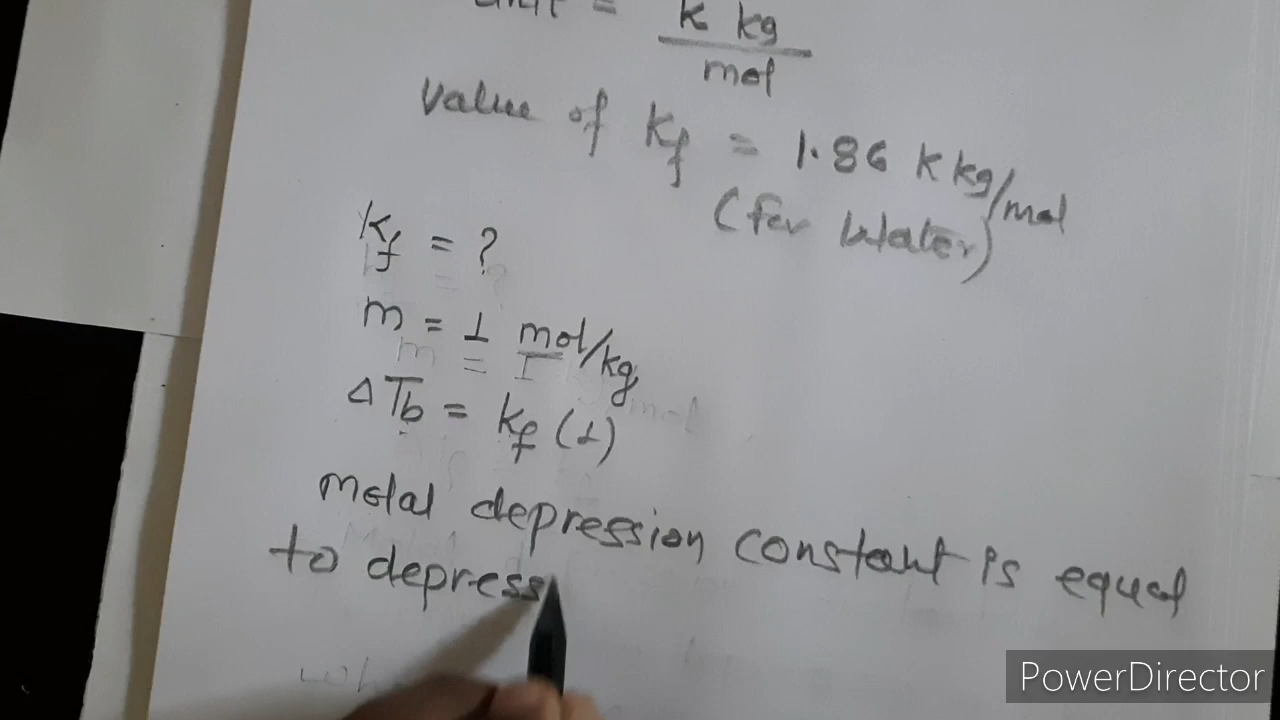 unit = k kg
mol
Value of kf = 1.86 k kg/mol
(for water)
kf = ?
m = 1 mol/kg
ΔTb = kf (1)
molal depression constant is equal
to depress
PowerDirector